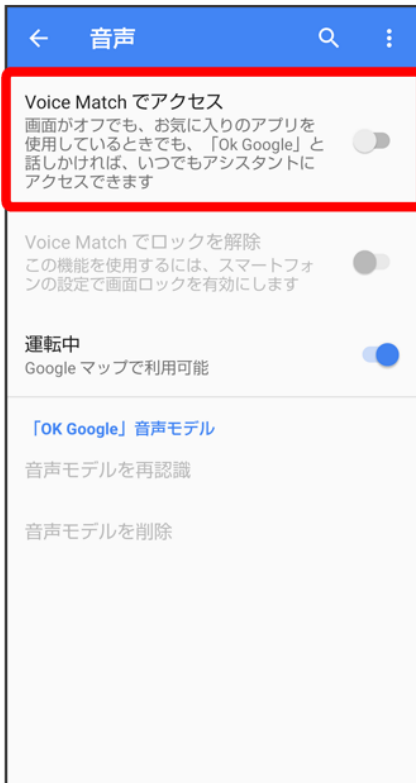 音声
Voice Match でアクセス
画面がオフでも、お気に入りのアプリを
使用しているときでも、「Ok Google」と
話しかければ、いつでもアシスタントに
アクセスできます
Voice Match でロックを解除
この機能を使用するには、スマートフォ
ンの設定で画面ロックを有効にします
運転中
Google マップで利用可能
「OK Google」音声モデル
音声モデルを再認識
音声モデルを削除